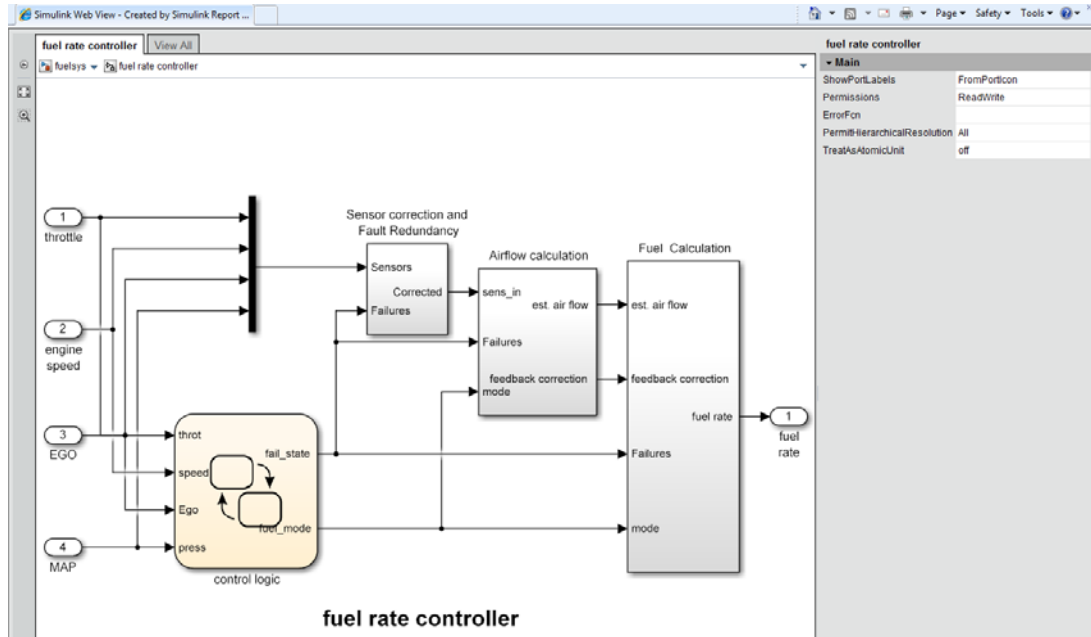 Simulink Web View - Created by Simulink Report ...
Page
Safety
Tools
fuel rate controller
View All
fuelsys
fuel rate controller
1
throttle
2
engine
speed
3
EGO
4
MAP
Sensor correction and
Fault Redundancy
Sensors
Corrected
Failures
Airflow calculation
sens_in
est. air flow
Failures
feedback correction
mode
Fuel Calculation
est. air flow
feedback correction
fuel rate
Failures
mode
1
fuel
rate
throt
fail_state
speed
Ego
fuel_mode
press
control logic
fuel rate controller
fuel rate controller
Main
ShowPortLabels FromPortIcon
Permissions ReadWrite
ErrorFcn
PermitHierarchicalResolution All
TreatAsAtomicUnit off